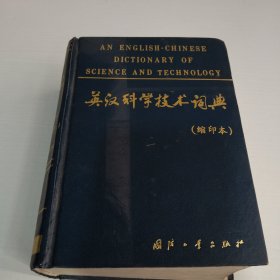 AN ENGLISH-CHINESE
DICTIONARY OF
SCIENCE AND TECHNOLOGY
英汉科学技术词典
(缩印本)
国防工业出版社